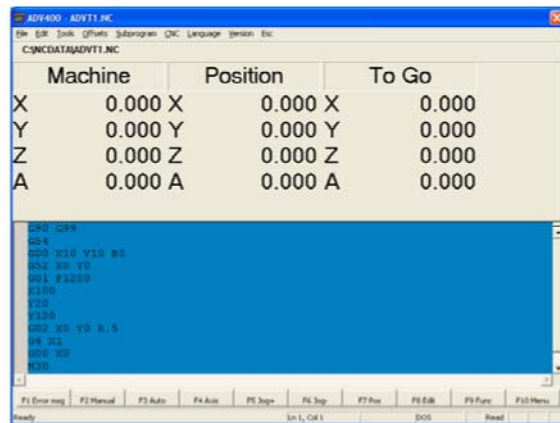 ADV400 - ADVT1.NC
File Edit Tools Offsets Subprogram CNC Language Version Esc
C:\NCDATA\ADVT1.NC
Machine Position To Go
X 0.000 X 0.000 X 0.000
Y 0.000 Y 0.000 Y 0.000
Z 0.000 Z 0.000 Z 0.000
A 0.000 A 0.000 A 0.000
G90 G99
G54
G00 X10 Y10 B0
G52 X0 Y0
G01 F1200
X100
Y20
Y120
G02 X0 Y0 R.5
G4 X1
G00 X0
M30
F1 Error msg F2 Manual F3 Auto F4 Axis F5 Jog+ F6 Jog- F7 Pos F8 Edit F9 Func F10 Menu
Ready Ln 1, Col 1 DOS Read